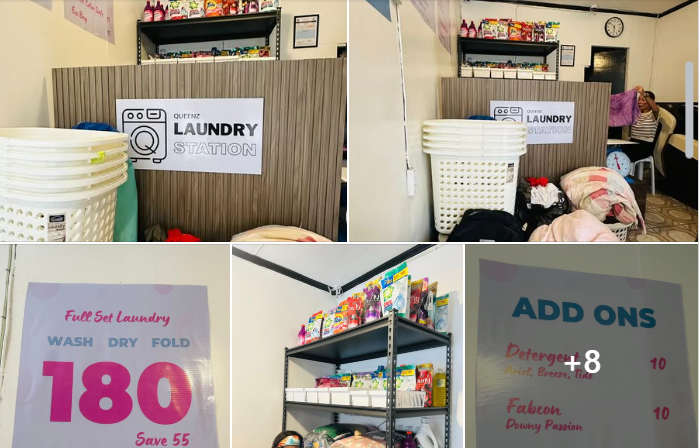 QUEENZ
LAUNDRY
STATION
QUEENZ
LAUNDRY
STATION
Full Set Laundry
WASH DRY FOLD
180
Save 55
ADD ONS
Detergent 10
Ariel, Breeze, Tide
+8
Fabcon 10
Downy Passion